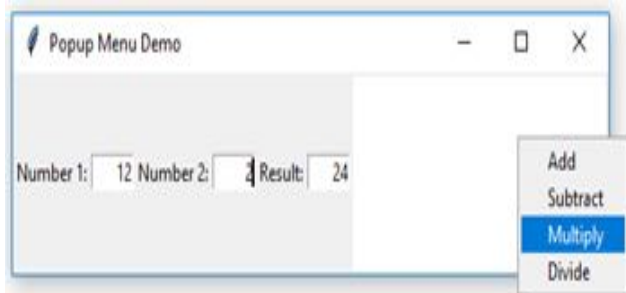 Popup Menu Demo
Number 1: 12 Number 2: 2 Result: 24
Add
Subtract
Multiply
Divide